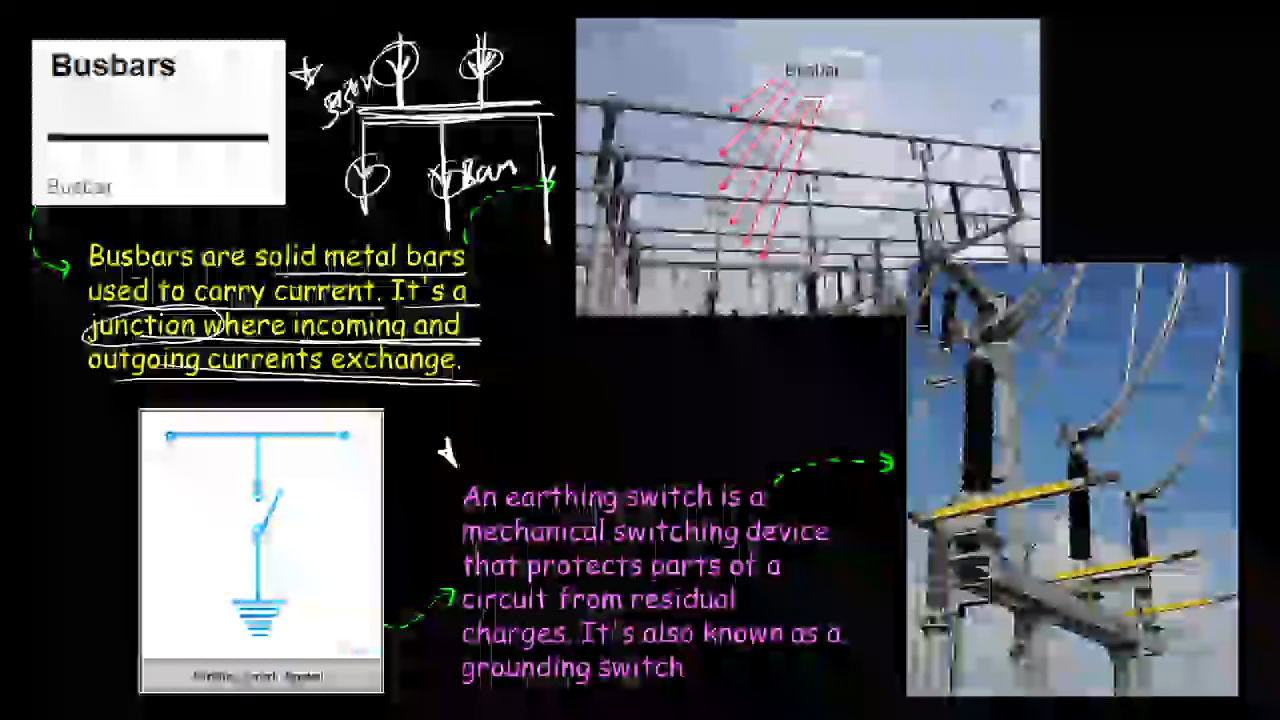 Busbars
Busbar
Busbar
Busbars are solid metal bars
used to carry current. It's a
junction where incoming and
outgoing currents exchange.
An earthing switch is a
mechanical switching device
that protects parts of a
circuit from residual
charges. It's also known as a
grounding switch